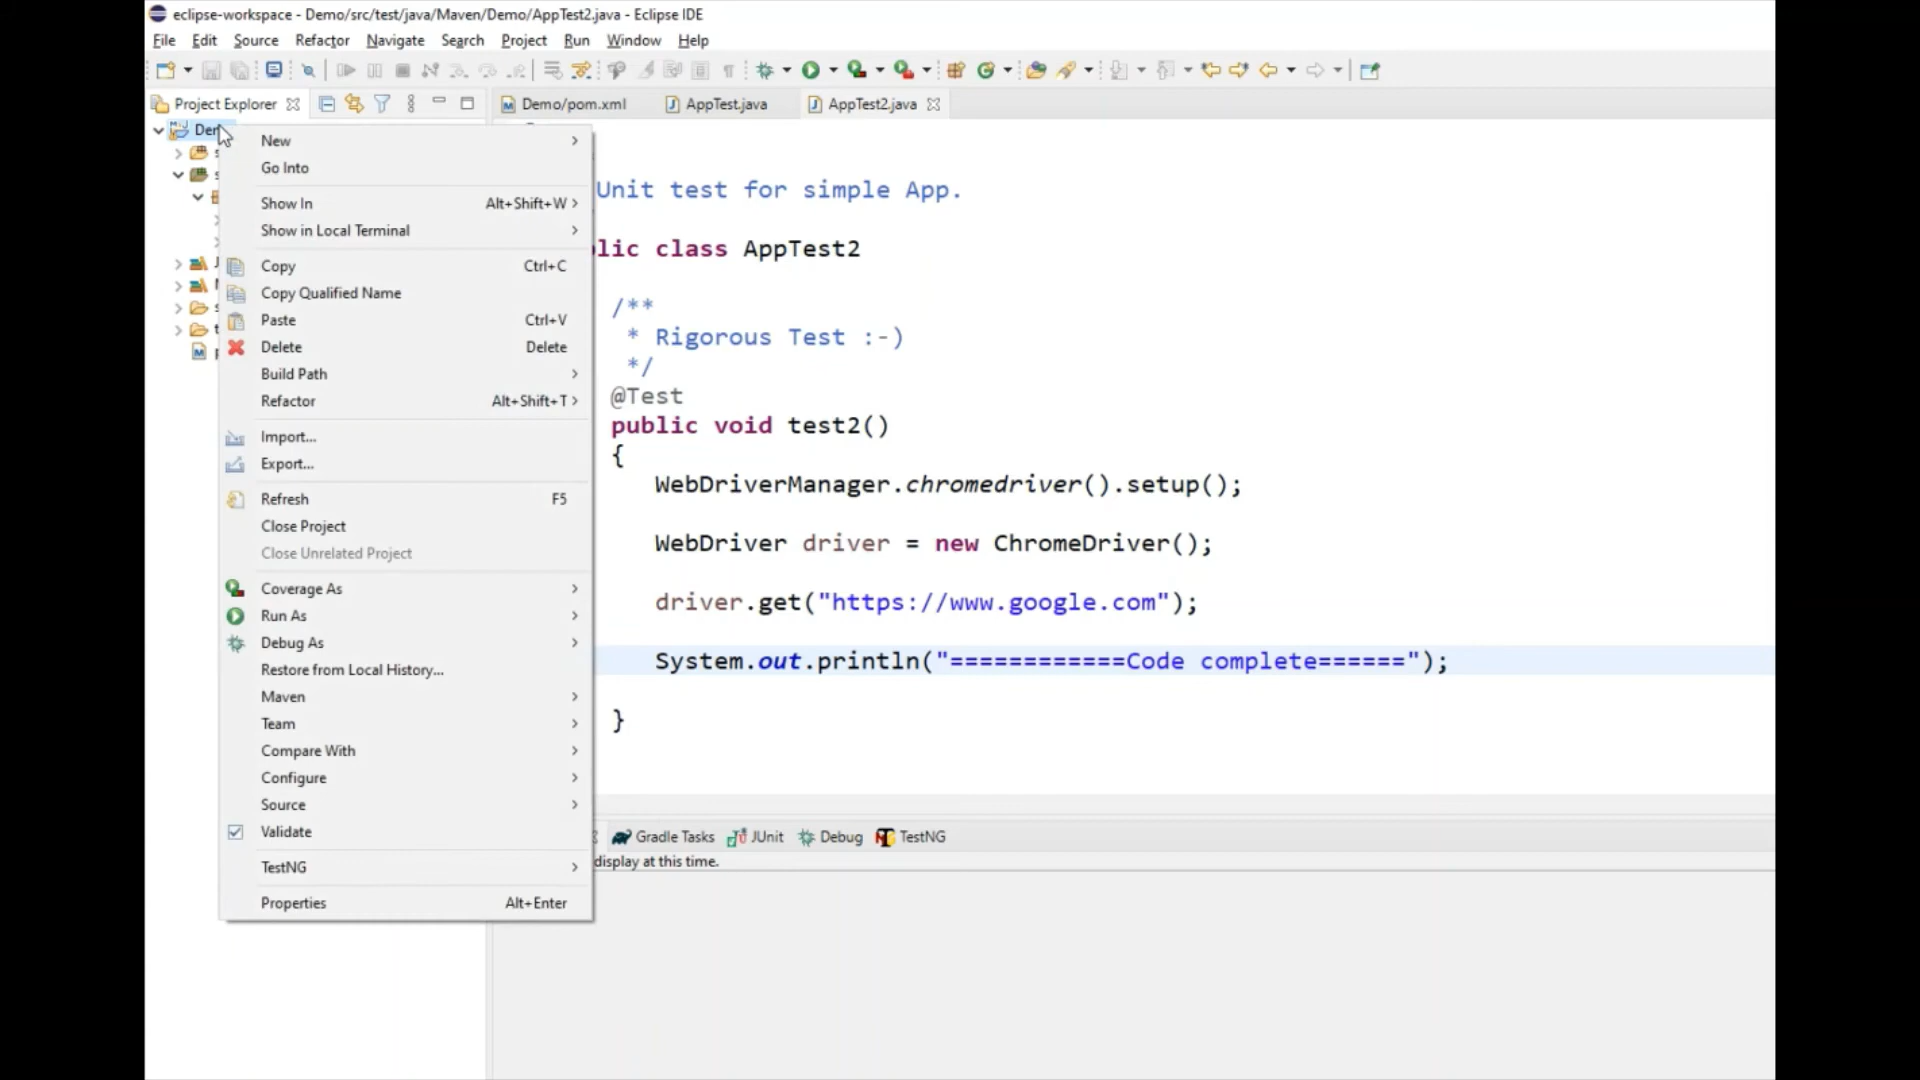 eclipse-workspace - Demo/src/test/java/Maven/Demo/AppTest2.java - Eclipse IDE
File Edit Source Refactor Navigate Search Project Run Window Help
Project Explorer
Demo/pom.xml AppTest.java AppTest2.java
New
Go Into
Show In Alt+Shift+W
Show in Local Terminal
Copy Ctrl+C
Copy Qualified Name
Paste Ctrl+V
Delete Delete
Build Path
Refactor Alt+Shift+T
Import...
Export...
Refresh F5
Close Project
Close Unrelated Project
Coverage As
Run As
Debug As
Restore from Local History...
Maven
Team
Compare With
Configure
Source
Validate
TestNG
Properties Alt+Enter
Unit test for simple App.
lic class AppTest2
/**
* Rigorous Test :-)
*/
@Test
public void test2()
{
WebDriverManager.chromedriver().setup();
WebDriver driver = new ChromeDriver();
driver.get("https://www.google.com");
System.out.println("============Code complete======");
}
Gradle Tasks JUnit Debug TestNG
display at this time.